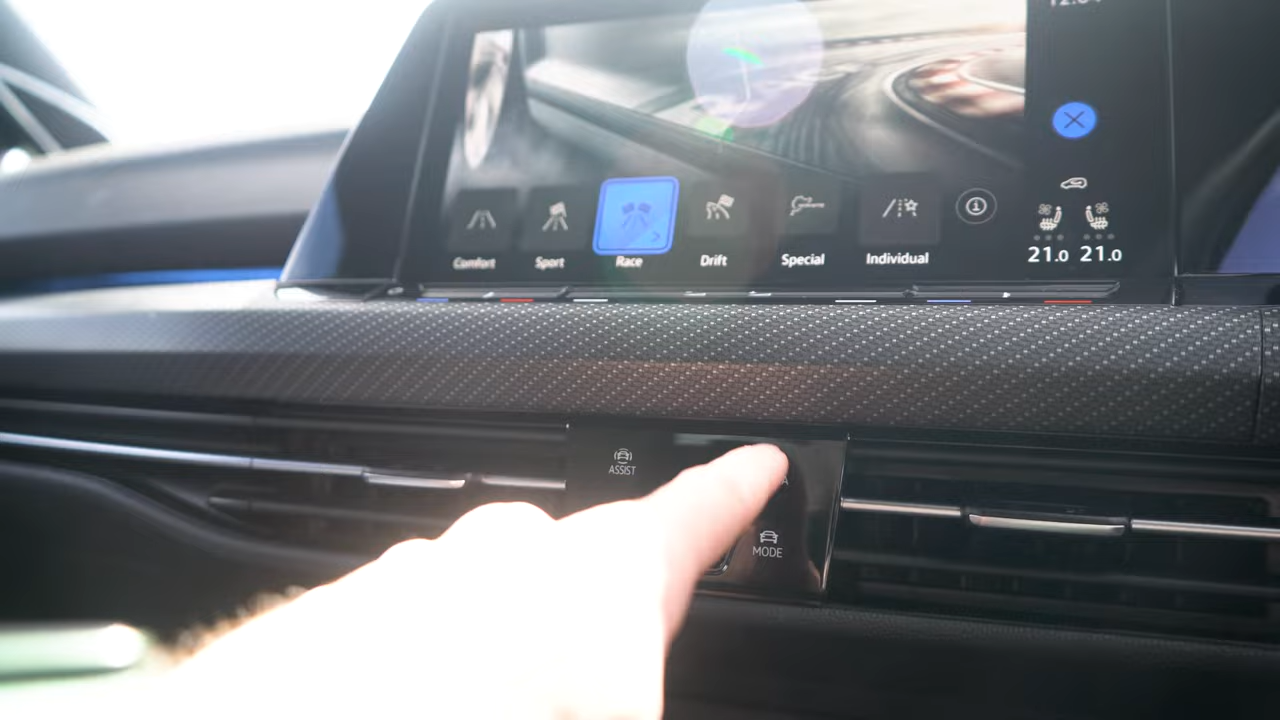 Comfort
Sport
Race
Drift
Special
Individual
21.0 21.0
ASSIST
MODE